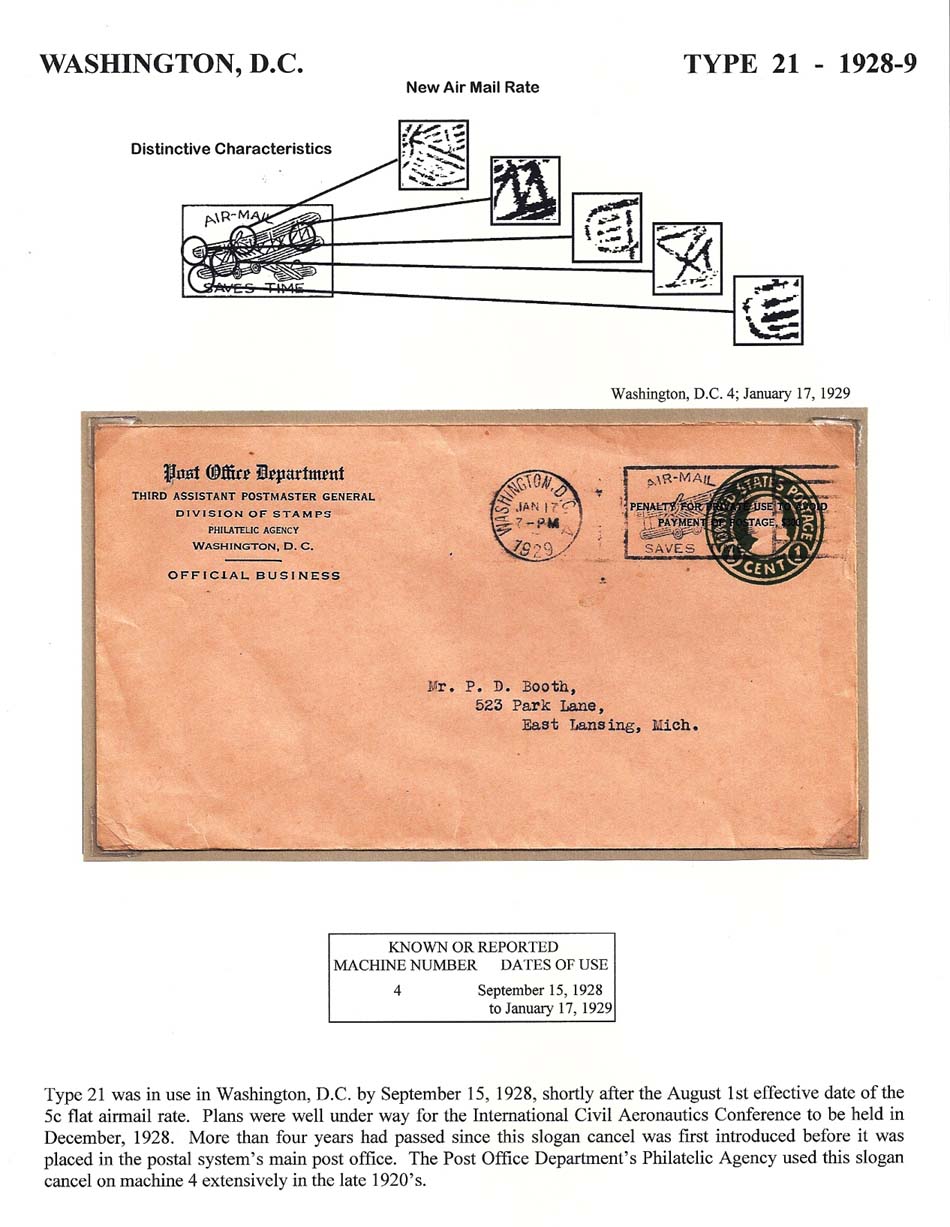 WASHINGTON, D.C.
TYPE 21 - 1928-9
New Air Mail Rate
Distinctive Characteristics
AIR-MAIL
SAVES TIME
Washington, D.C. 4; January 17, 1929
Post Office Department
THIRD ASSISTANT POSTMASTER GENERAL
DIVISION OF STAMPS
PHILATELIC AGENCY
WASHINGTON, D. C.
OFFICIAL BUSINESS
WASHINGTON, D.C.
JAN 17
7-PM
1929
4
AIR-MAIL
SAVES
PENALTY FOR PRIVATE USE TO AVOID
PAYMENT OF POSTAGE, $300
UNITED STATES POSTAGE
1 CENT 1
Mr. P. D. Booth,
523 Park Lane,
East Lansing, Mich.
KNOWN OR REPORTED
MACHINE NUMBER DATES OF USE
4 September 15, 1928
to January 17, 1929
Type 21 was in use in Washington, D.C. by September 15, 1928, shortly after the August 1st effective date of the
5c flat airmail rate. Plans were well under way for the International Civil Aeronautics Conference to be held in
December, 1928. More than four years had passed since this slogan cancel was first introduced before it was
placed in the postal system's main post office. The Post Office Department's Philatelic Agency used this slogan
cancel on machine 4 extensively in the late 1920's.